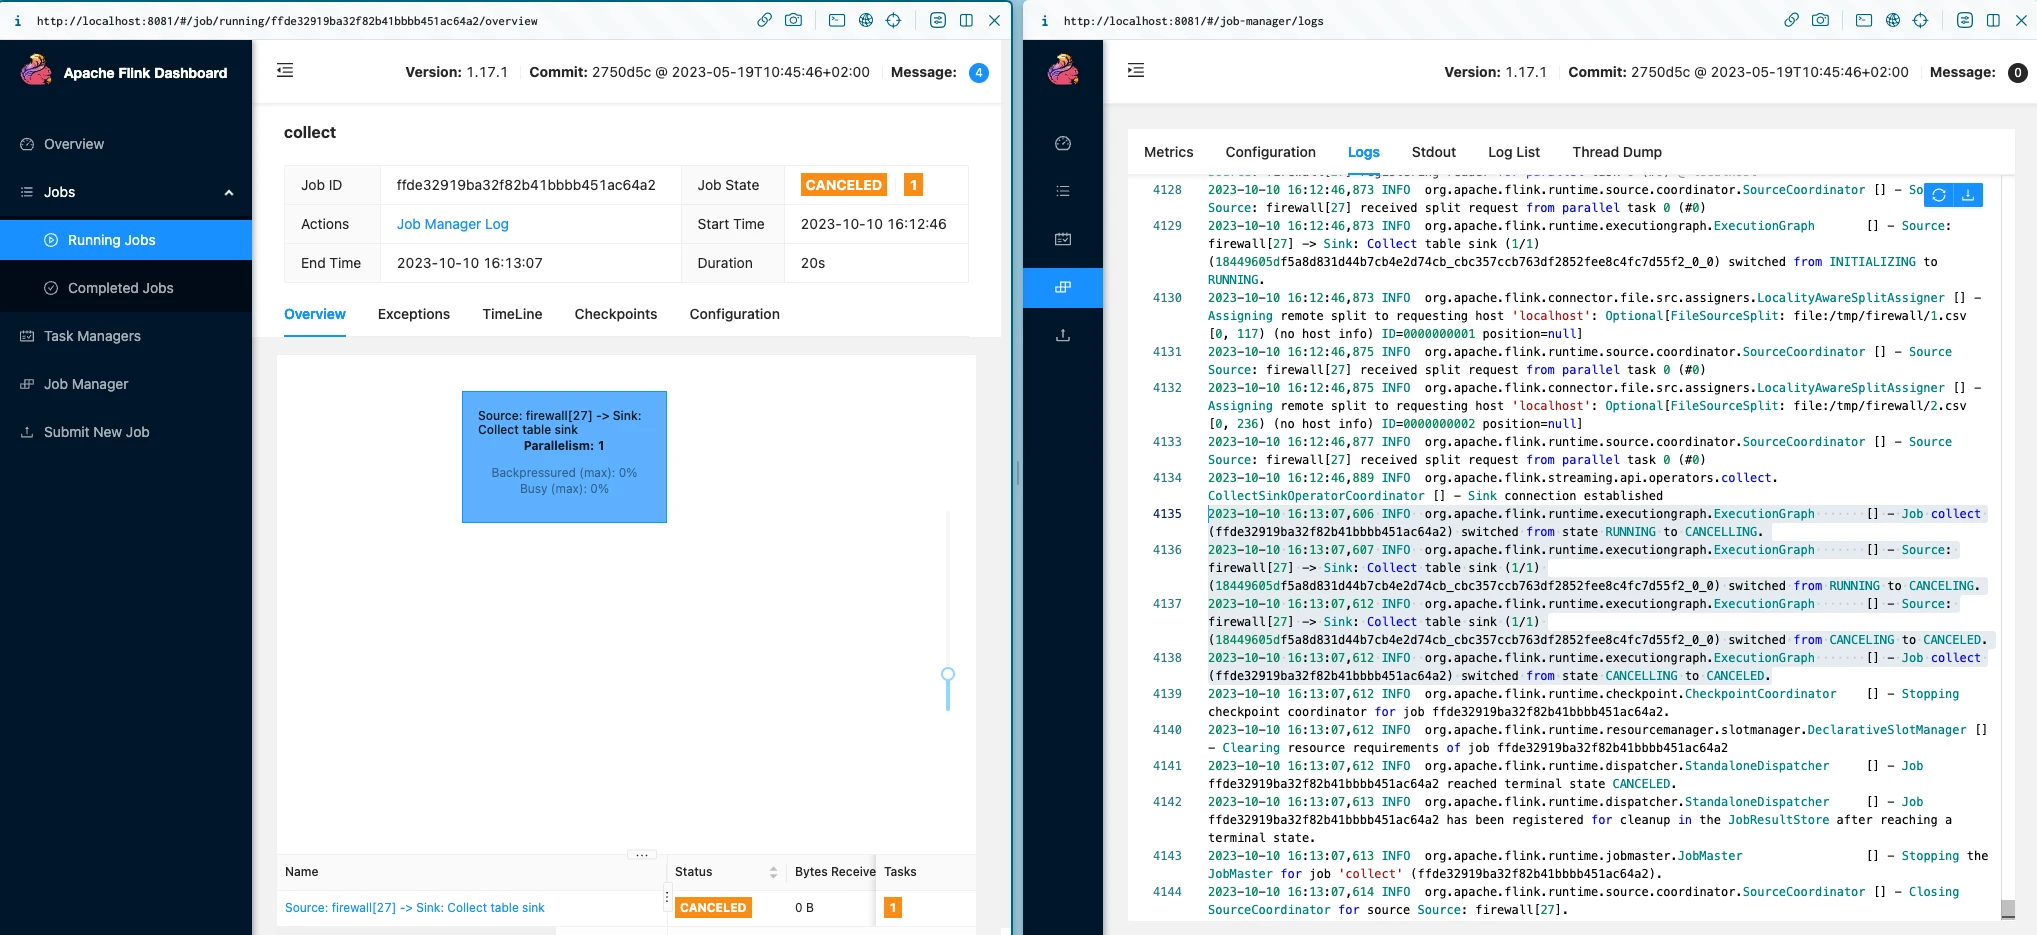 http://localhost:8081/#/job/running/ffde32919ba32f82b41bbbb451ac64a2/overview
Apache Flink Dashboard
Version: 1.17.1 Commit: 2750d5c @ 2023-05-19T10:45:46+02:00 Message: 4
Overview
Jobs
Running Jobs
Completed Jobs
Task Managers
Job Manager
Submit New Job
collect
Job ID ffde32919ba32f82b41bbbb451ac64a2 Job State CANCELED 1
Actions Job Manager Log Start Time 2023-10-10 16:12:46
End Time 2023-10-10 16:13:07 Duration 20s
Overview Exceptions TimeLine Checkpoints Configuration
Source: firewall[27] -> Sink:
Collect table sink
Parallelism: 1
Backpressured (max): 0%
Busy (max): 0%
Name Status Bytes Receive Tasks
Source: firewall[27] -> Sink: Collect table sink CANCELED 0 B 1
http://localhost:8081/#/job-manager/logs
Version: 1.17.1 Commit: 2750d5c @ 2023-05-19T10:45:46+02:00 Message: 0
Metrics Configuration Logs Stdout Log List Thread Dump
4128 2023-10-10 16:12:46,873 INFO org.apache.flink.runtime.source.coordinator.SourceCoordinator [] - So
Source: firewall[27] received split request from parallel task 0 (#0)
4129 2023-10-10 16:12:46,873 INFO org.apache.flink.runtime.executiongraph.ExecutionGraph [] - Source:
firewall[27] -> Sink: Collect table sink (1/1)
(18449605df5a8d831d44b7cb4e2d74cb_cbc357ccb763df2852fee8c4fc7d55f2_0_0) switched from INITIALIZING to
RUNNING.
4130 2023-10-10 16:12:46,873 INFO org.apache.flink.connector.file.src.assigners.LocalityAwareSplitAssigner [] -
Assigning remote split to requesting host 'localhost': Optional[FileSourceSplit: file:/tmp/firewall/1.csv
[0, 117) (no host info) ID=0000000001 position=null]
4131 2023-10-10 16:12:46,875 INFO org.apache.flink.runtime.source.coordinator.SourceCoordinator [] - Source
Source: firewall[27] received split request from parallel task 0 (#0)
4132 2023-10-10 16:12:46,875 INFO org.apache.flink.connector.file.src.assigners.LocalityAwareSplitAssigner [] -
Assigning remote split to requesting host 'localhost': Optional[FileSourceSplit: file:/tmp/firewall/2.csv
[0, 236) (no host info) ID=0000000002 position=null]
4133 2023-10-10 16:12:46,877 INFO org.apache.flink.runtime.source.coordinator.SourceCoordinator [] - Source
Source: firewall[27] received split request from parallel task 0 (#0)
4134 2023-10-10 16:12:46,889 INFO org.apache.flink.streaming.api.operators.collect.
CollectSinkOperatorCoordinator [] - Sink connection established
4135 2023-10-10 16:13:07,606 INFO org.apache.flink.runtime.executiongraph.ExecutionGraph [] - Job collect
(ffde32919ba32f82b41bbbb451ac64a2) switched from state RUNNING to CANCELLING.
4136 2023-10-10 16:13:07,607 INFO org.apache.flink.runtime.executiongraph.ExecutionGraph [] - Source:
firewall[27] -> Sink: Collect table sink (1/1)
(18449605df5a8d831d44b7cb4e2d74cb_cbc357ccb763df2852fee8c4fc7d55f2_0_0) switched from RUNNING to CANCELING.
4137 2023-10-10 16:13:07,612 INFO org.apache.flink.runtime.executiongraph.ExecutionGraph [] - Source:
firewall[27] -> Sink: Collect table sink (1/1)
(18449605df5a8d831d44b7cb4e2d74cb_cbc357ccb763df2852fee8c4fc7d55f2_0_0) switched from CANCELING to CANCELED.
4138 2023-10-10 16:13:07,612 INFO org.apache.flink.runtime.executiongraph.ExecutionGraph [] - Job collect
(ffde32919ba32f82b41bbbb451ac64a2) switched from state CANCELLING to CANCELED.
4139 2023-10-10 16:13:07,612 INFO org.apache.flink.runtime.checkpoint.CheckpointCoordinator [] - Stopping
checkpoint coordinator for job ffde32919ba32f82b41bbbb451ac64a2.
4140 2023-10-10 16:13:07,612 INFO org.apache.flink.runtime.resourcemanager.slotmanager.DeclarativeSlotManager []
- Clearing resource requirements of job ffde32919ba32f82b41bbbb451ac64a2
4141 2023-10-10 16:13:07,612 INFO org.apache.flink.runtime.dispatcher.StandaloneDispatcher [] - Job
ffde32919ba32f82b41bbbb451ac64a2 reached terminal state CANCELED.
4142 2023-10-10 16:13:07,613 INFO org.apache.flink.runtime.dispatcher.StandaloneDispatcher [] - Job
ffde32919ba32f82b41bbbb451ac64a2 has been registered for cleanup in the JobResultStore after reaching a
terminal state.
4143 2023-10-10 16:13:07,613 INFO org.apache.flink.runtime.jobmaster.JobMaster [] - Stopping the
JobMaster for job 'collect' (ffde32919ba32f82b41bbbb451ac64a2).
4144 2023-10-10 16:13:07,614 INFO org.apache.flink.runtime.source.coordinator.SourceCoordinator [] - Closing
SourceCoordinator for source Source: firewall[27].